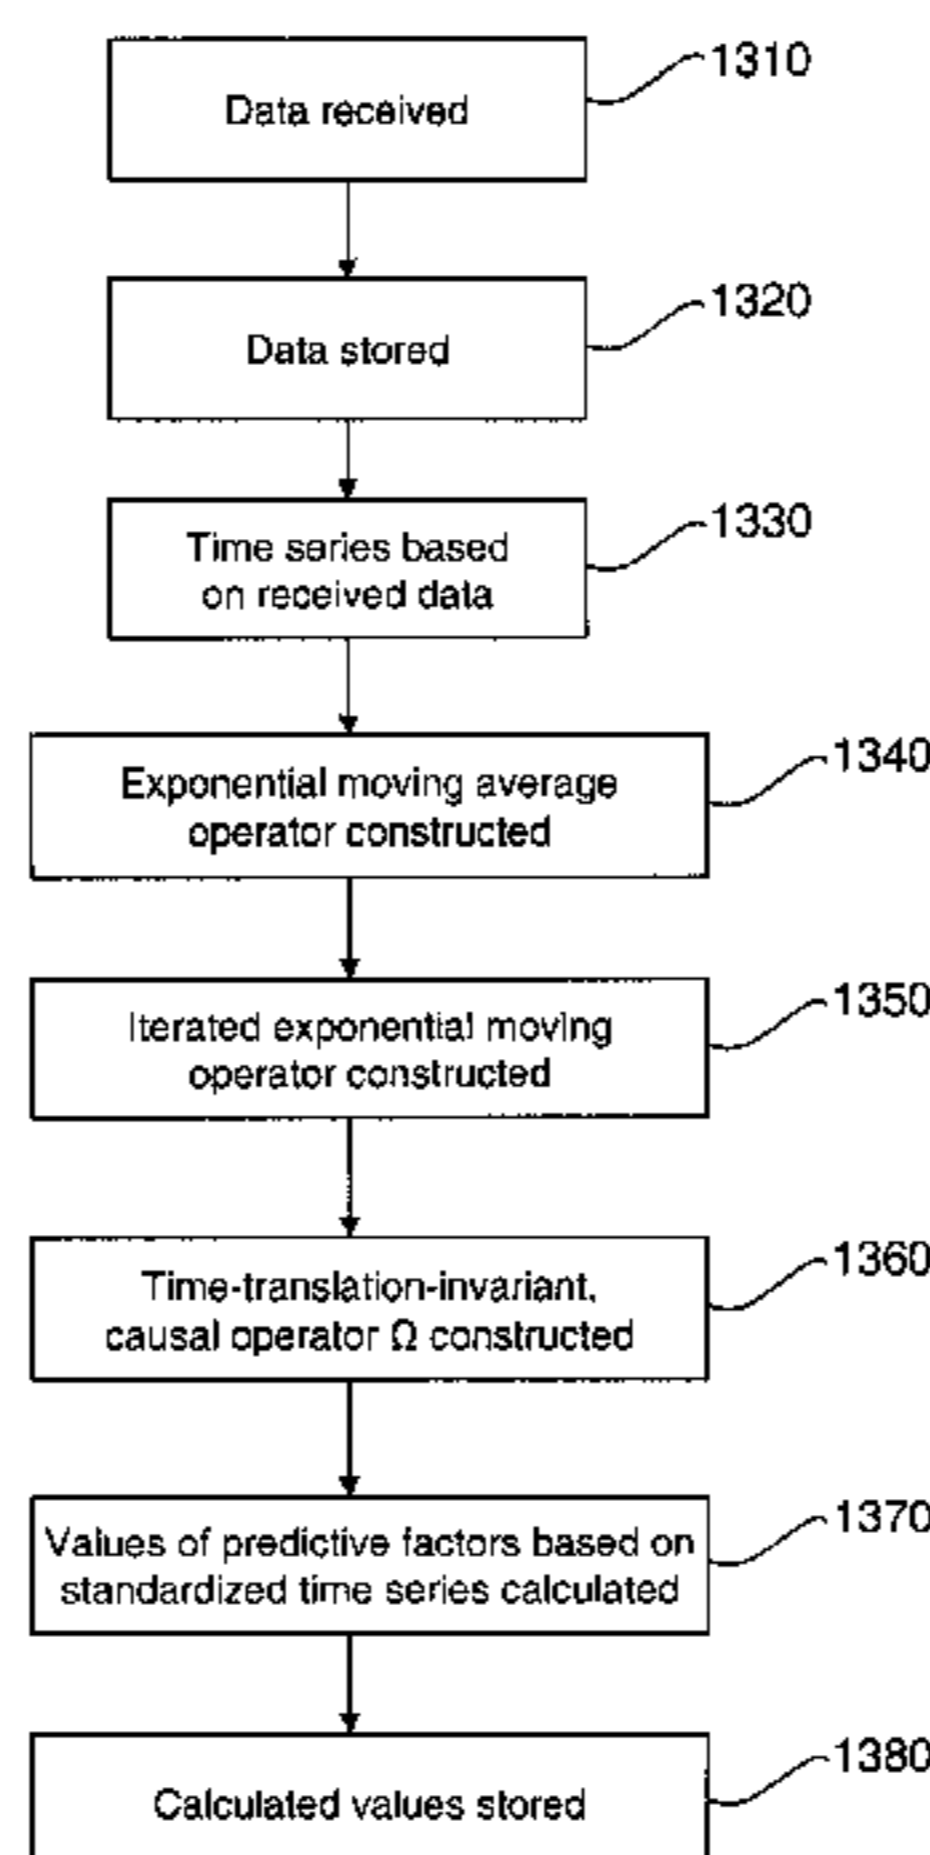 Data received
1310
Data stored
1320
Time series based
on received data
1330
Exponential moving average
operator constructed
1340
Iterated exponential moving
operator constructed
1350
Time-translation-invariant,
causal operator Ω constructed
1360
Values of predictive factors based on
standardized time series calculated
1370
Calculated values stored
1380